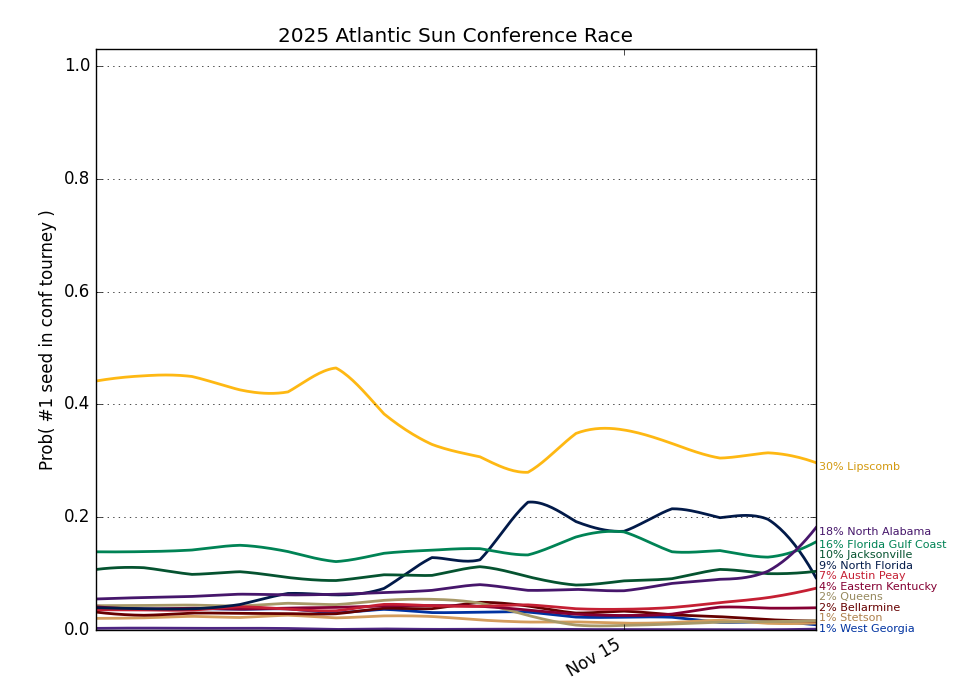 2025 Atlantic Sun Conference Race
1.0
0.8
0.6
0.4
0.2
0.0
Prob( #1 seed in conf tourney )
Nov 15
30% Lipscomb
18% North Alabama
16% Florida Gulf Coast
10% Jacksonville
9% North Florida
7% Austin Peay
4% Eastern Kentucky
2% Queens
2% Bellarmine
1% Stetson
1% West Georgia